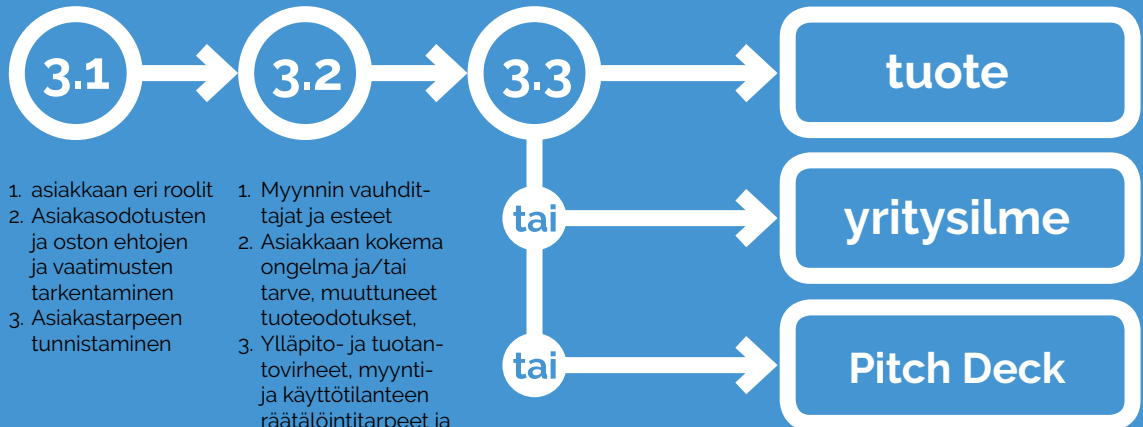 3.1
3.2
3.3
tuote
1. asiakkaan eri roolit
2. Asiakasodotusten
ja oston ehtojen
ja vaatimusten
tarkentaminen
3. Asiakastarpeen
tunnistaminen
1. Myynnin vauhdit-
tajat ja esteet
2. Asiakkaan kokema
ongelma ja/tai
tarve, muuttuneet
tuoteodotukset,
3. Ylläpito- ja tuotan-
tovirheet, myynti-
ja käyttötilanteen
räätälöintitarpeet ja
tai
yritysilme
tai
Pitch Deck